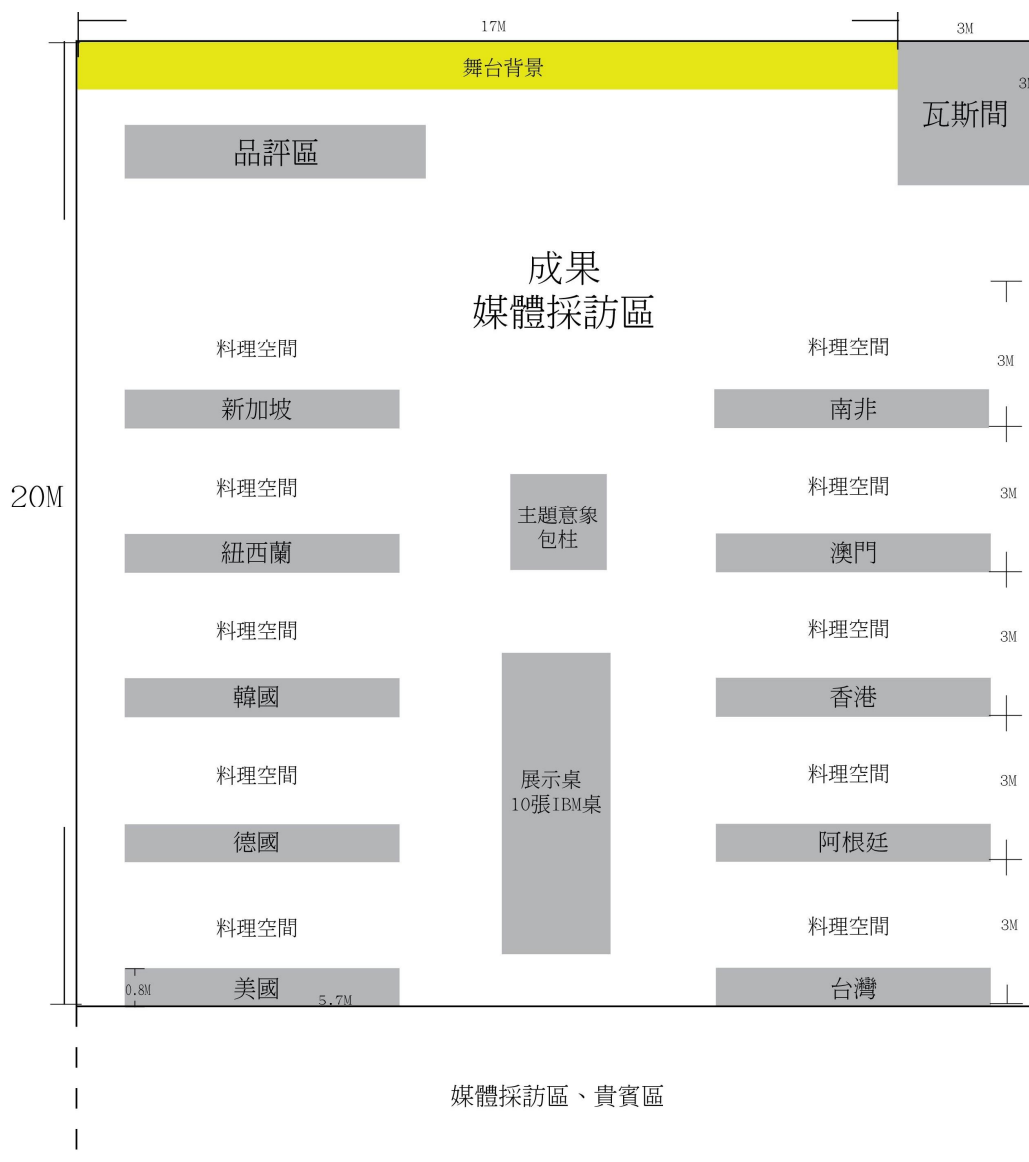 17M
3M
舞台背景
3M
瓦斯間
品評區
成果
媒體採訪區
料理空間
料理空間
3M
新加坡
南非
20M
料理空間
料理空間
3M
主題意象
包柱
紐西蘭
澳門
料理空間
料理空間
3M
韓國
香港
料理空間
料理空間
3M
展示桌
10張IBM桌
德國
阿根廷
料理空間
料理空間
3M
0.8M
美國
5.7M
台灣
媒體採訪區、貴賓區